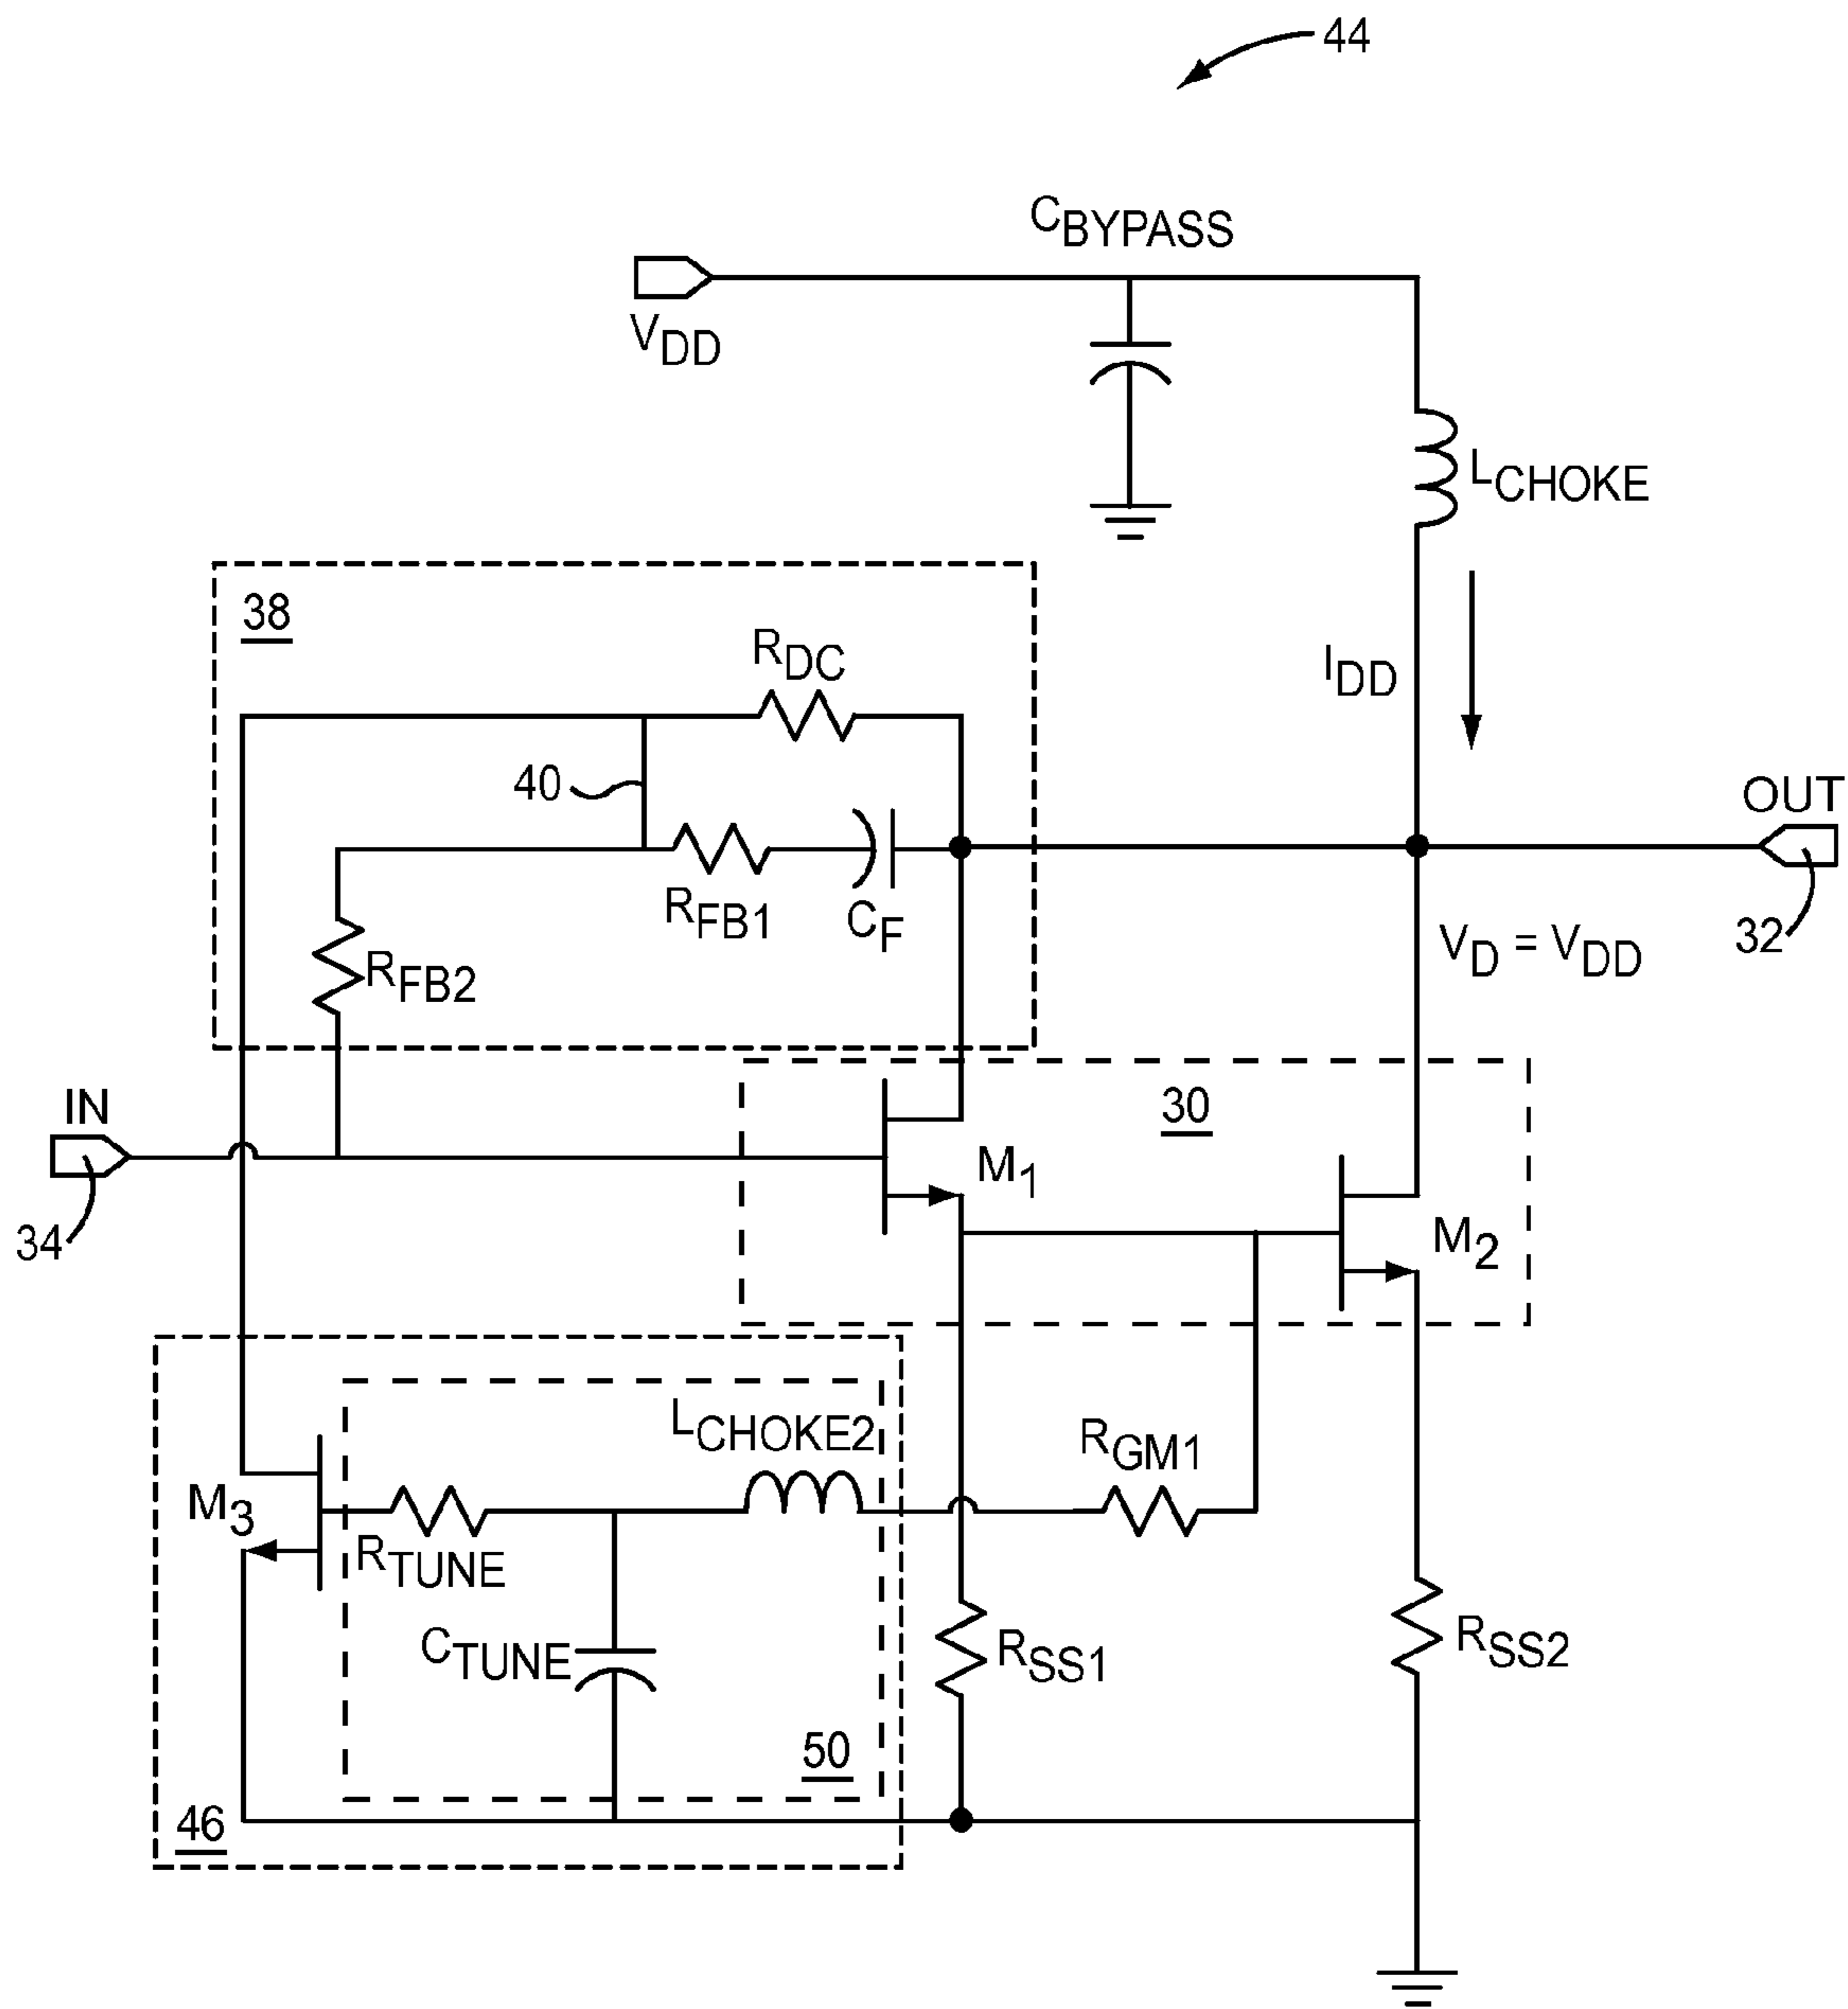 44
CBYPASS
VDD
LCHOKE
38
RDC
IDD
40
OUT
RFB1
CF
32
VD = VDD
RFB2
IN
30
M1
34
M2
LCHOKE2
RGM1
M3
RTUNE
CTUNE
RSS1
RSS2
50
46